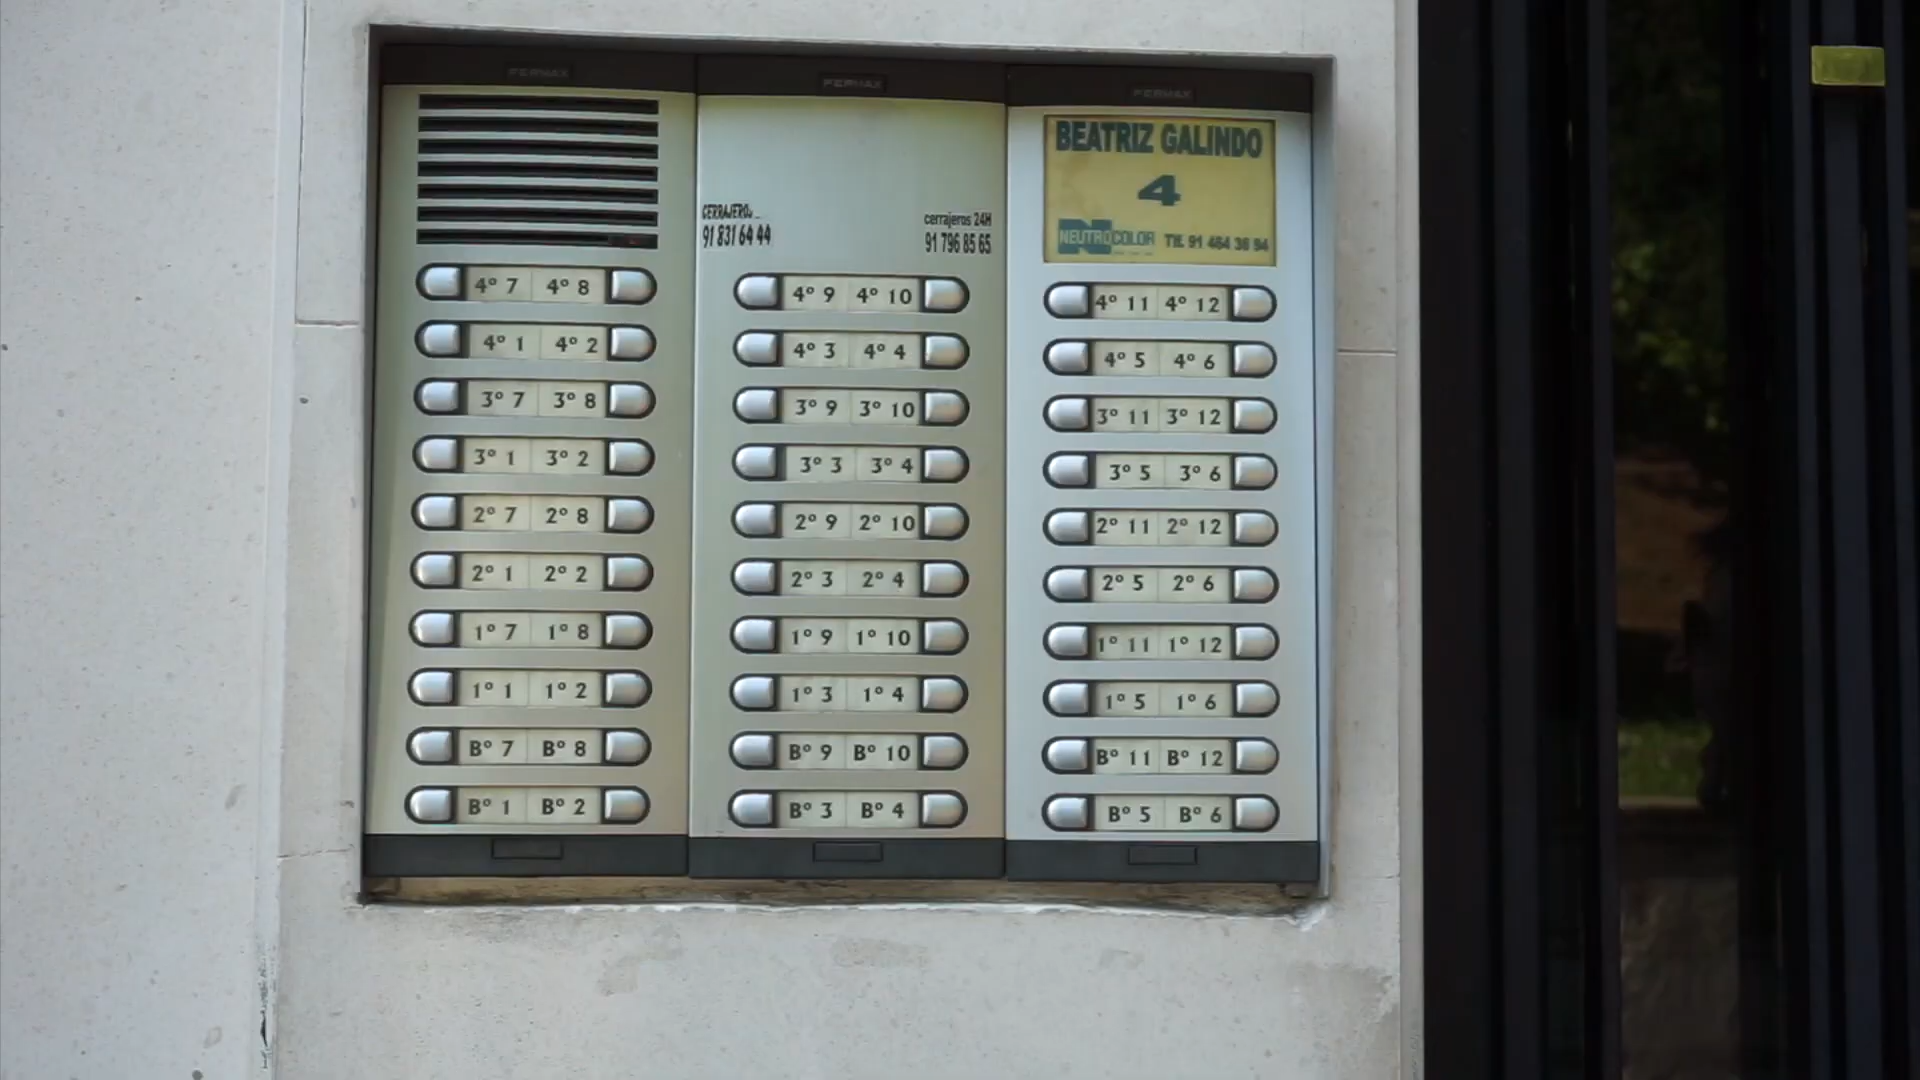 FERMAX
FERMAX
FERMAX
BEATRIZ GALINDO
4
NEUTROCOLOR Tlf. 91 464 36 94
CERRAJEROS
91 831 64 44
cerrajeros 24H
91 796 85 65
4º 7 4º 8
4º 1 4º 2
3º 7 3º 8
3º 1 3º 2
2º 7 2º 8
2º 1 2º 2
1º 7 1º 8
1º 1 1º 2
Bº 7 Bº 8
Bº 1 Bº 2
4º 9 4º 10
4º 3 4º 4
3º 9 3º 10
3º 3 3º 4
2º 9 2º 10
2º 3 2º 4
1º 9 1º 10
1º 3 1º 4
Bº 9 Bº 10
Bº 3 Bº 4
4º 11 4º 12
4º 5 4º 6
3º 11 3º 12
3º 5 3º 6
2º 11 2º 12
2º 5 2º 6
1º 11 1º 12
1º 5 1º 6
Bº 11 Bº 12
Bº 5 Bº 6